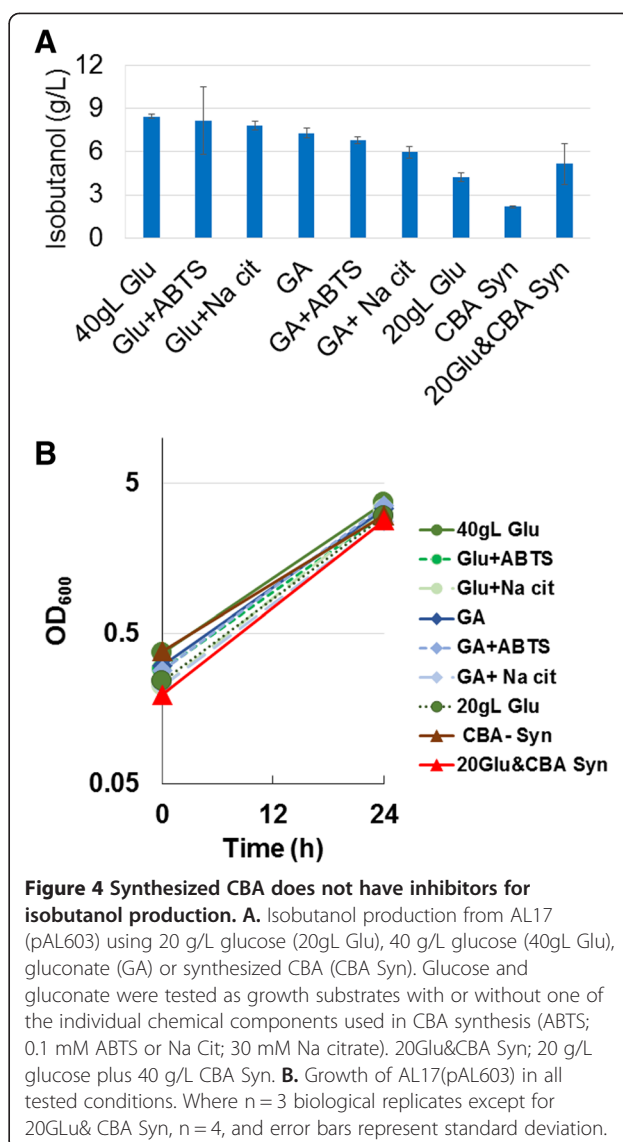 A
Isobutanol (g/L)
12
9
6
3
0
40gL Glu
Glu+ABTS
Glu+Na cit
GA
GA+ABTS
GA+ Na cit
20gL Glu
CBA Syn
20Glu&CBA Syn
B
OD600
5
0.5
0.05
0
12
24
Time (h)
40gL Glu
Glu+ABTS
Glu+Na cit
GA
GA+ABTS
GA+ Na cit
20gL Glu
CBA- Syn
20Glu&CBA Syn
Figure 4 Synthesized CBA does not have inhibitors for
isobutanol production. A. Isobutanol production from AL17
(pAL603) using 20 g/L glucose (20gL Glu), 40 g/L glucose (40gL Glu),
gluconate (GA) or synthesized CBA (CBA Syn). Glucose and
gluconate were tested as growth substrates with or without one of
the individual chemical components used in CBA synthesis (ABTS;
0.1 mM ABTS or Na Cit; 30 mM Na citrate). 20Glu&CBA Syn; 20 g/L
glucose plus 40 g/L CBA Syn. B. Growth of AL17(pAL603) in all
tested conditions. Where n = 3 biological replicates except for
20GLu& CBA Syn, n = 4, and error bars represent standard deviation.